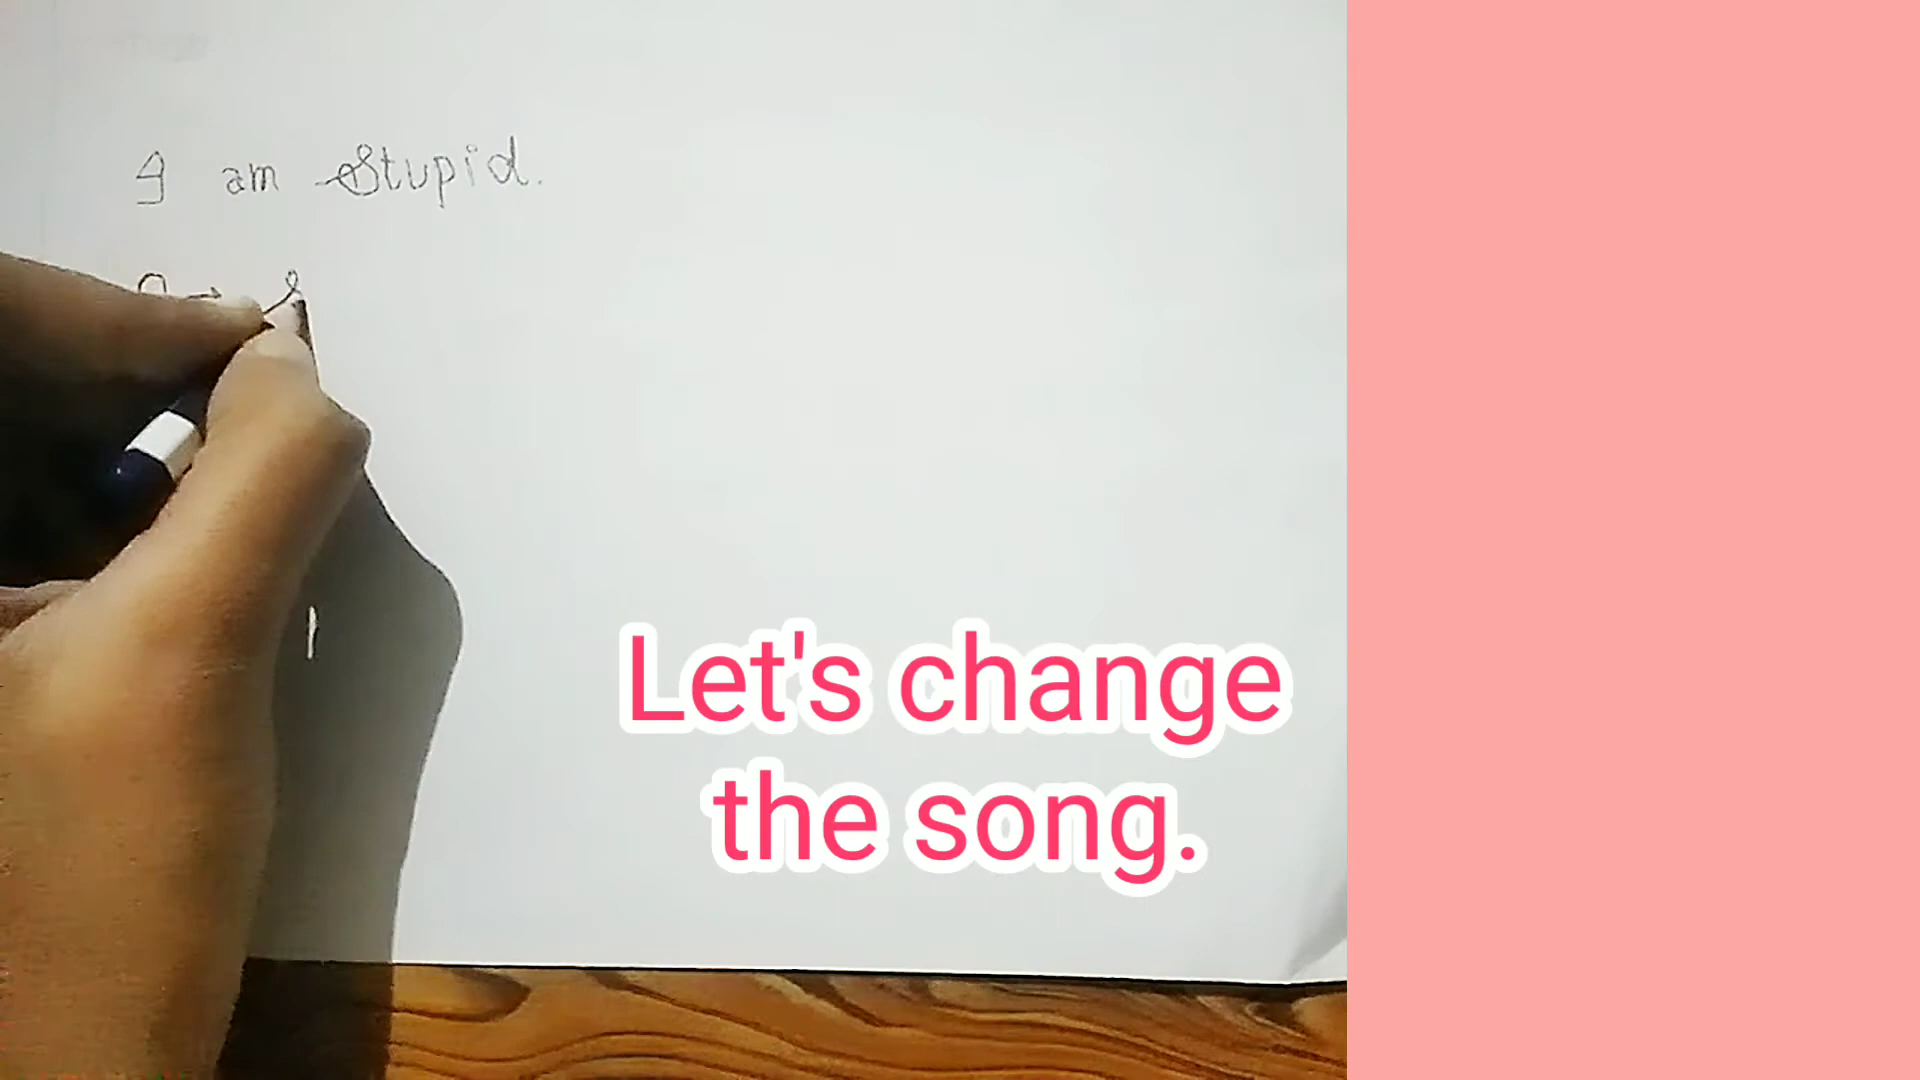 I am Stupid.
Let's change
the song.